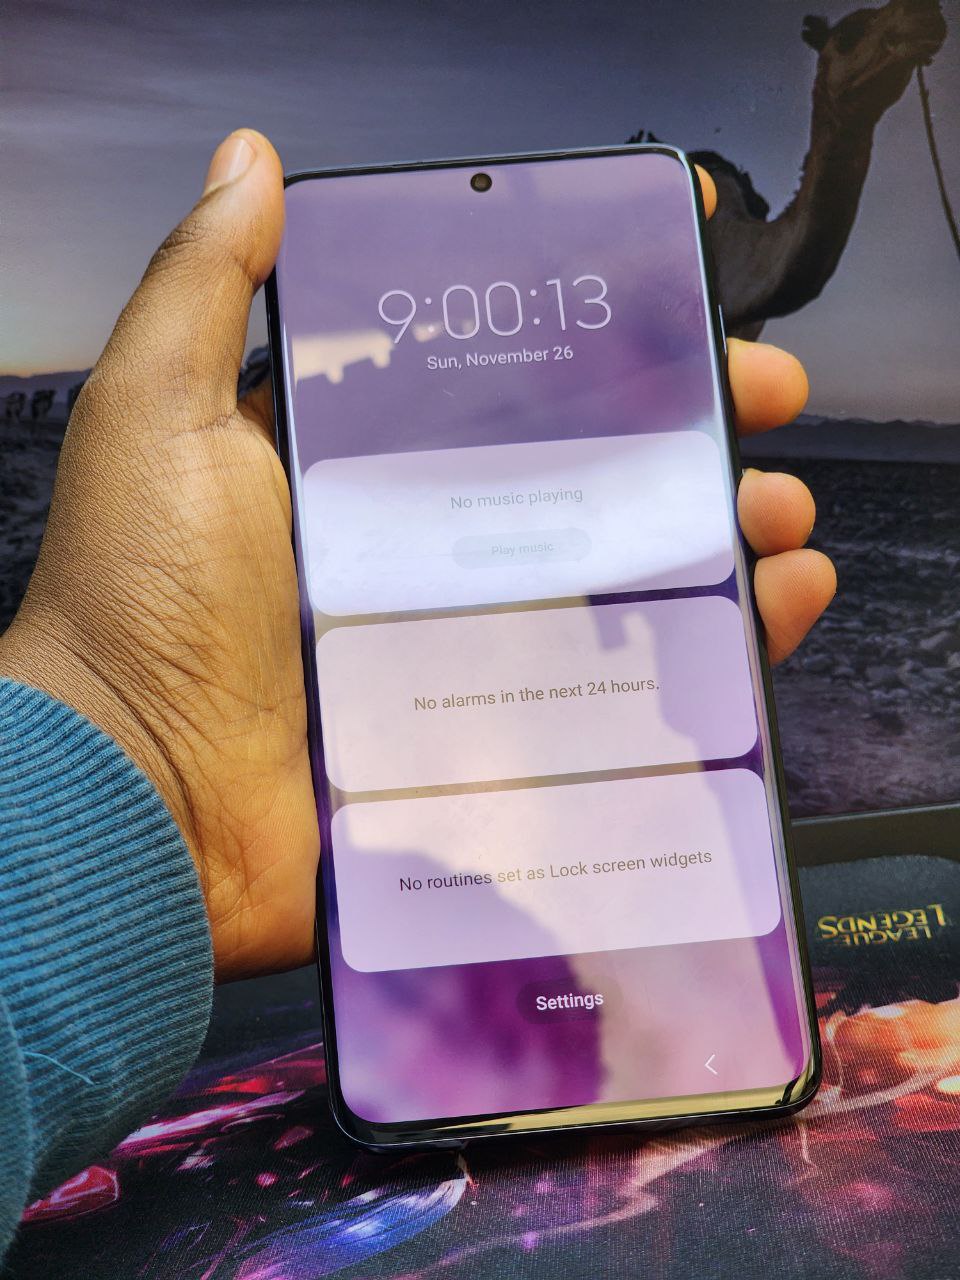 9:00:13
Sun, November 26
No music playing
Play music
No alarms in the next 24 hours.
No routines set as Lock screen widgets
Settings
LEAGUE
LEGENDS